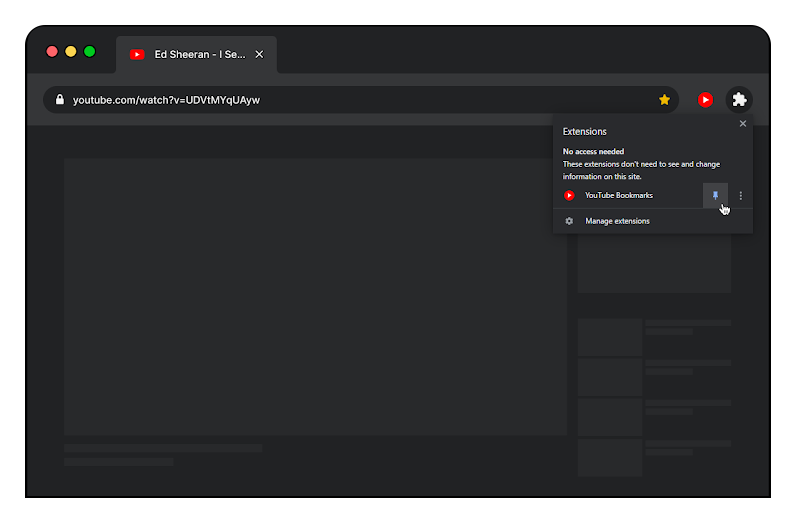 Ed Sheeran - I Se...
youtube.com/watch?v=UDVtMYqUAyw
Extensions
No access needed
These extensions don't need to see and change
information on this site.
YouTube Bookmarks
Manage extensions